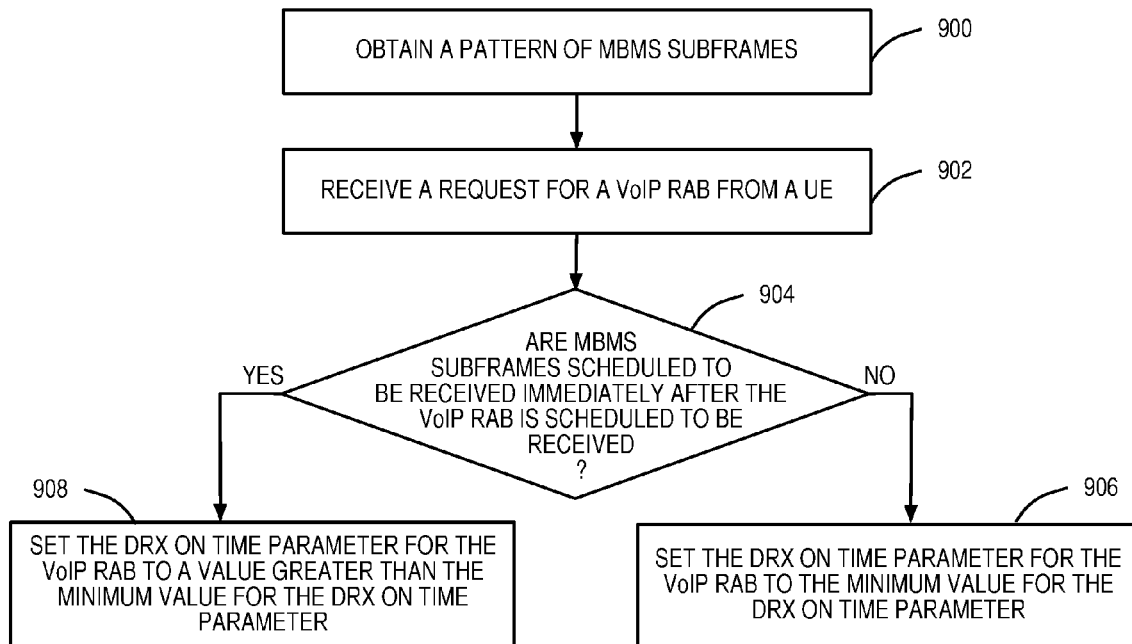 OBTAIN A PATTERN OF MBMS SUBFRAMES
900
RECEIVE A REQUEST FOR A VoIP RAB FROM A UE
902
904
ARE MBMS
SUBFRAMES SCHEDULED TO
BE RECEIVED IMMEDIATELY AFTER THE
VoIP RAB IS SCHEDULED TO BE
RECEIVED
?
YES
NO
908
SET THE DRX ON TIME PARAMETER FOR THE
VoIP RAB TO A VALUE GREATER THAN THE
MINIMUM VALUE FOR THE DRX ON TIME
PARAMETER
906
SET THE DRX ON TIME PARAMETER FOR THE
VoIP RAB TO THE MINIMUM VALUE FOR THE
DRX ON TIME PARAMETER